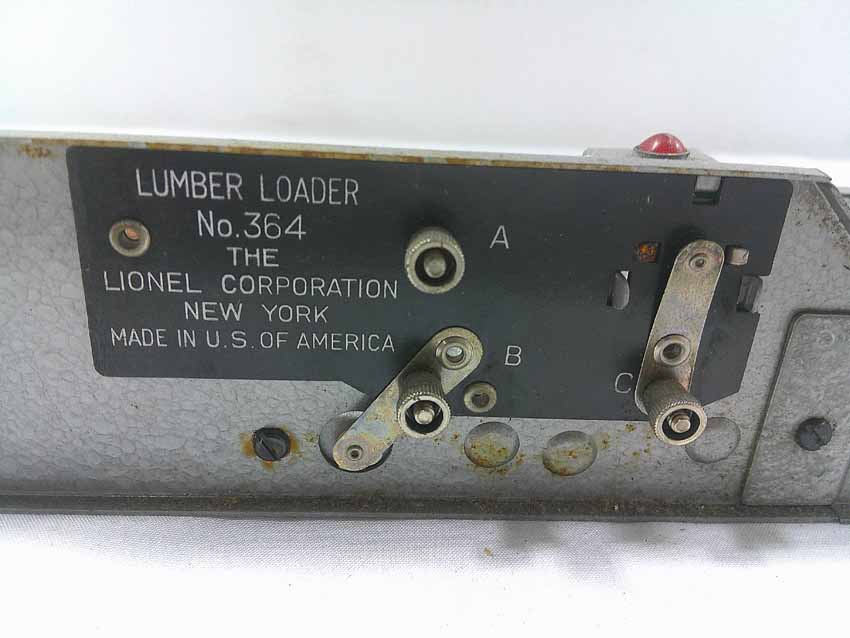 LUMBER LOADER
No.364
THE
LIONEL CORPORATION
NEW YORK
MADE IN U.S. OF AMERICA
A
B
C